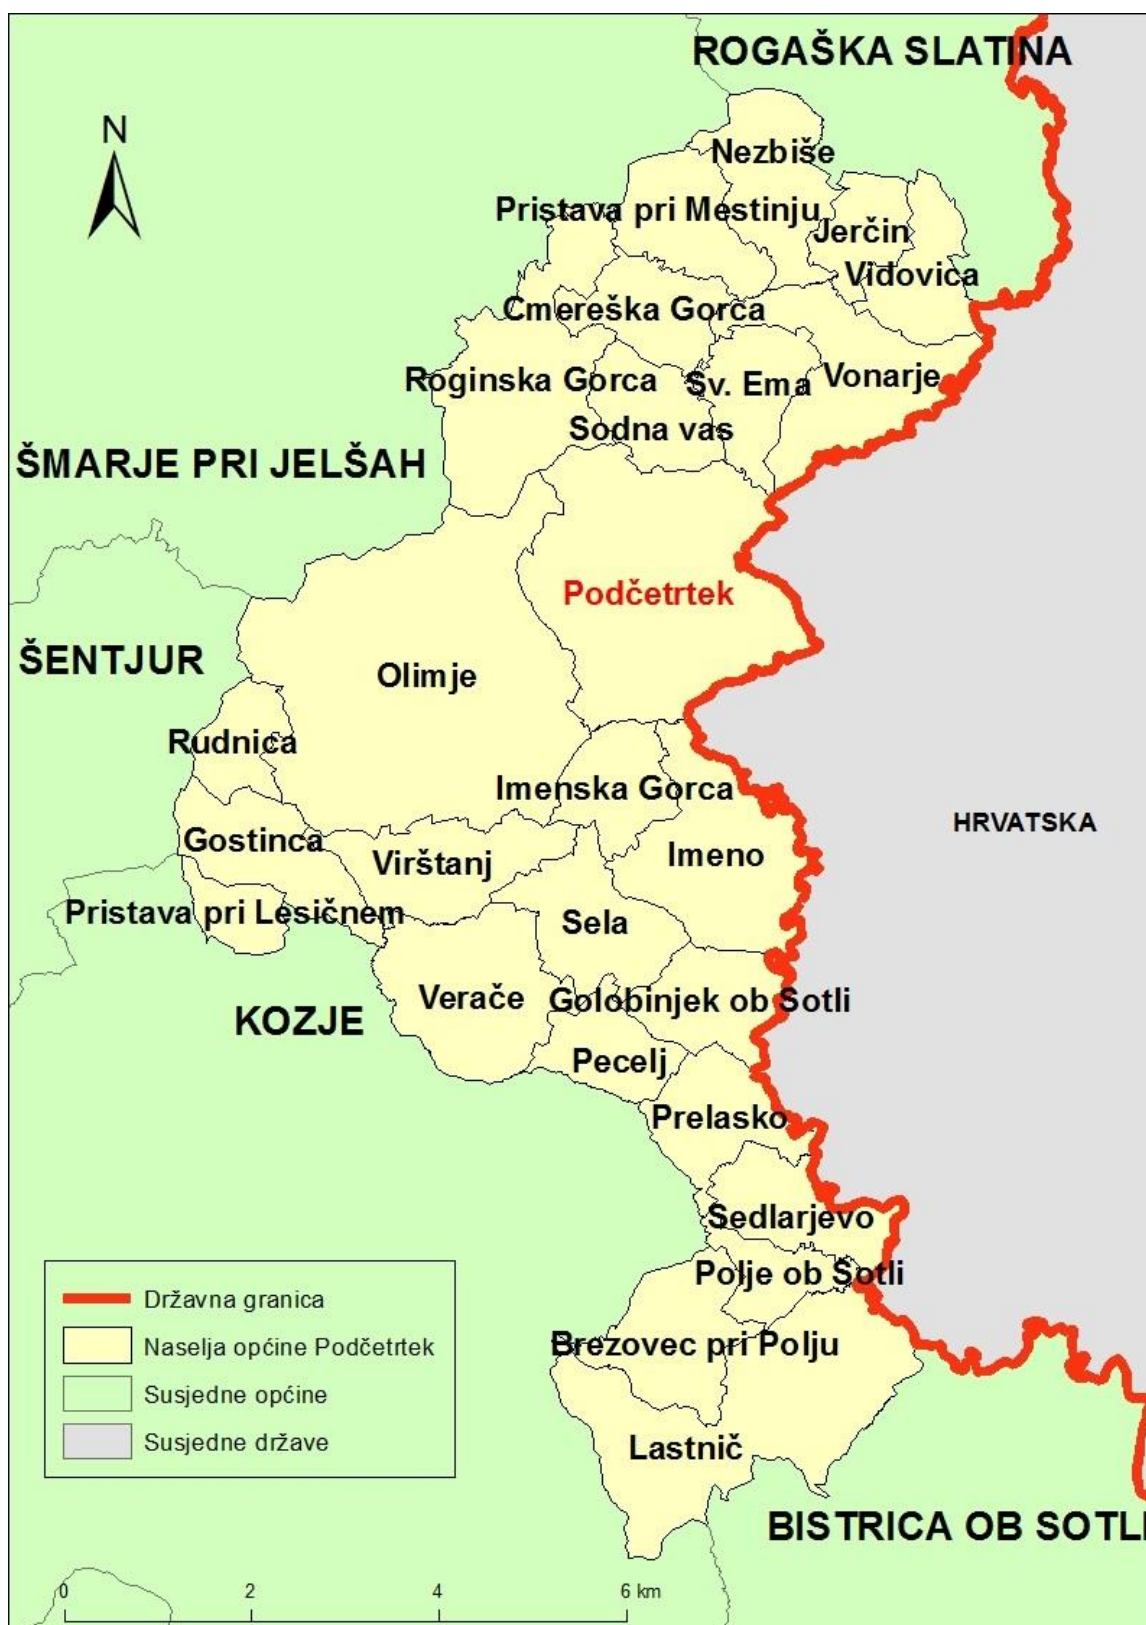 ROGAŠKA SLATINA
N
Nezbiše
Pristava pri Mestinju
Jerčin
Vidovica
Cmereška Gorca
Roginska Gorca
Sv. Ema
Vonarje
Sodna vas
ŠMARJE PRI JELŠAH
Podčetrtek
ŠENTJUR
Olimje
Rudnica
Imenska Gorca
HRVATSKA
Gostinca
Virštanj
Imeno
Pristava pri Lesičnem
Sela
Verače
Golobinjek ob Sotli
KOZJE
Pecelj
Prelasko
Sedlarjevo
Polje ob Sotli
Državna granica
Naselja općine Podčetrtek
Susjedne općine
Susjedne države
Brezovec pri Polju
Lastnič
BISTRICA OB SOTLI
0 2 4 6 km